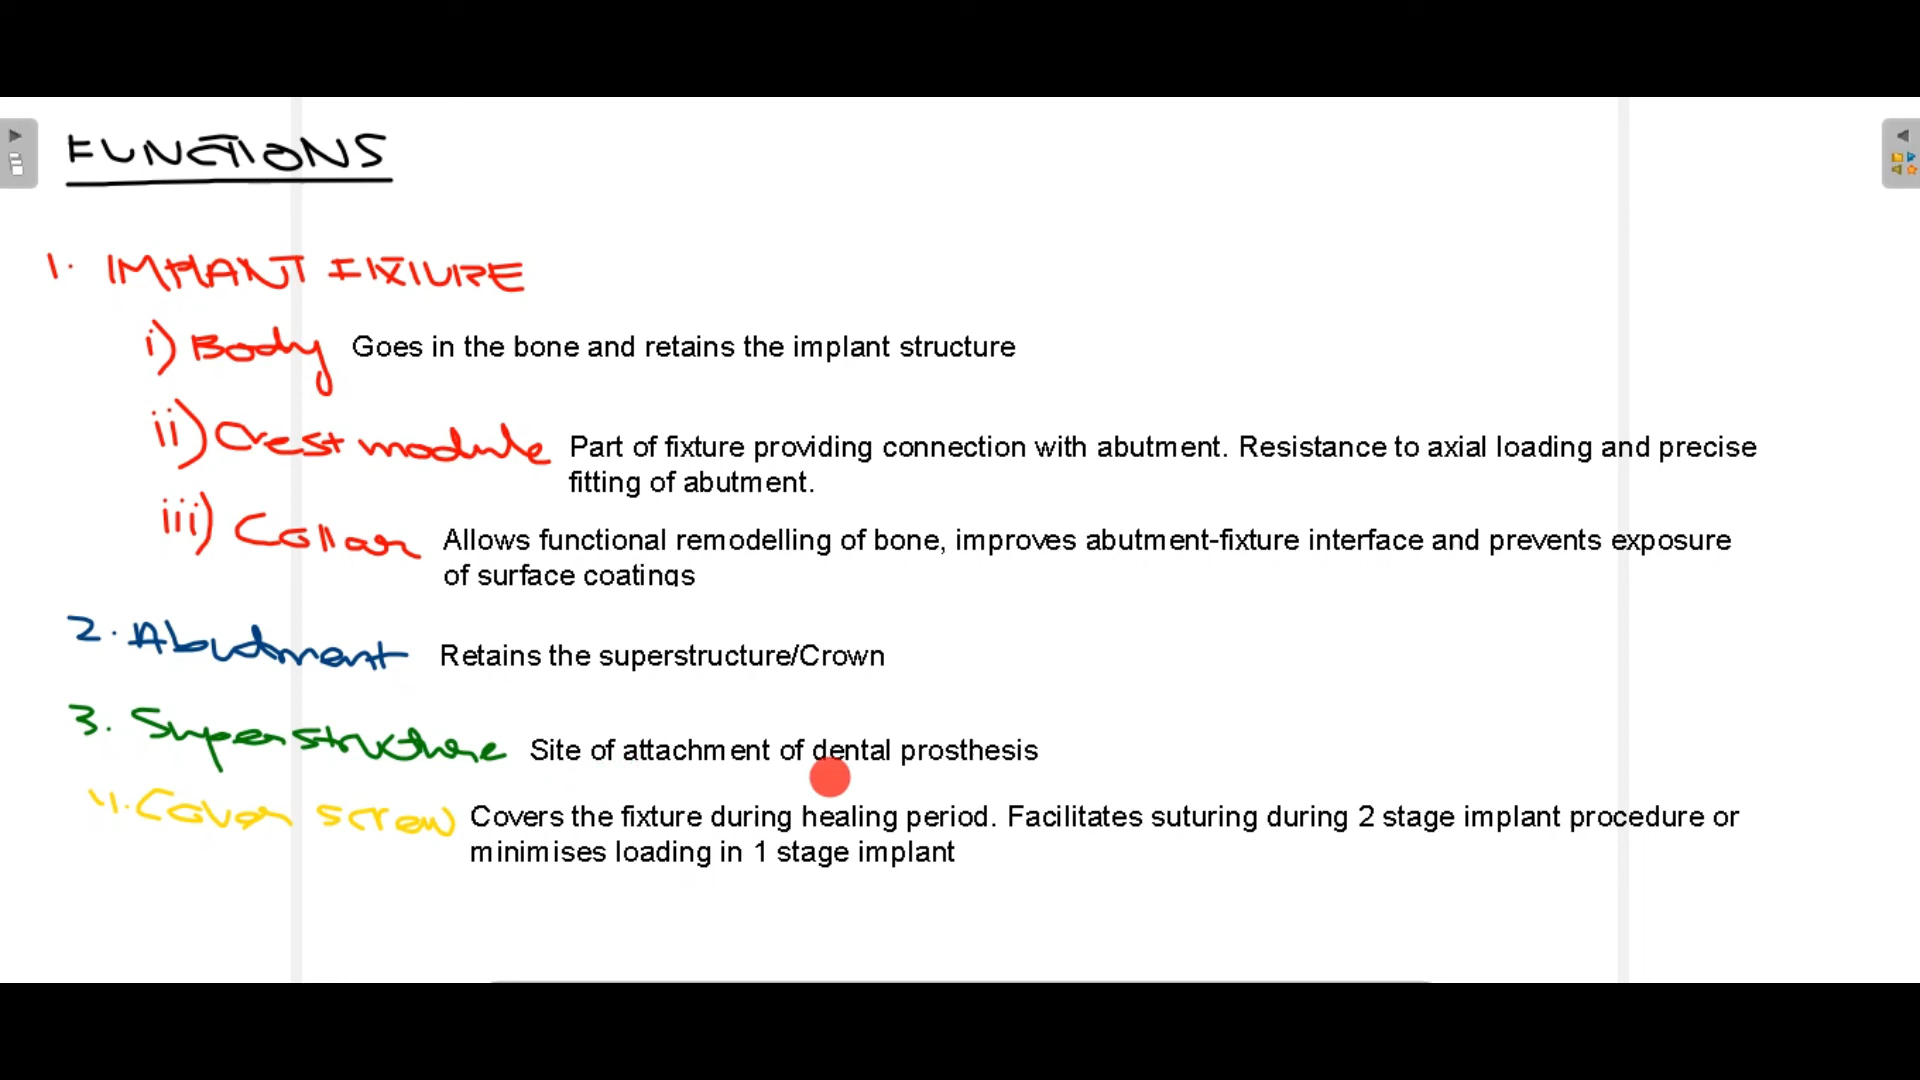 FUNCTIONS
1. IMPLANT FIXTURE
i) Body Goes in the bone and retains the implant structure
ii) Crest module Part of fixture providing connection with abutment. Resistance to axial loading and precise
fitting of abutment.
iii) Collar Allows functional remodelling of bone, improves abutment-fixture interface and prevents exposure
of surface coatings
2. Abutment Retains the superstructure/Crown
3. Superstructure Site of attachment of dental prosthesis
4. Cover screw Covers the fixture during healing period. Facilitates suturing during 2 stage implant procedure or
minimises loading in 1 stage implant